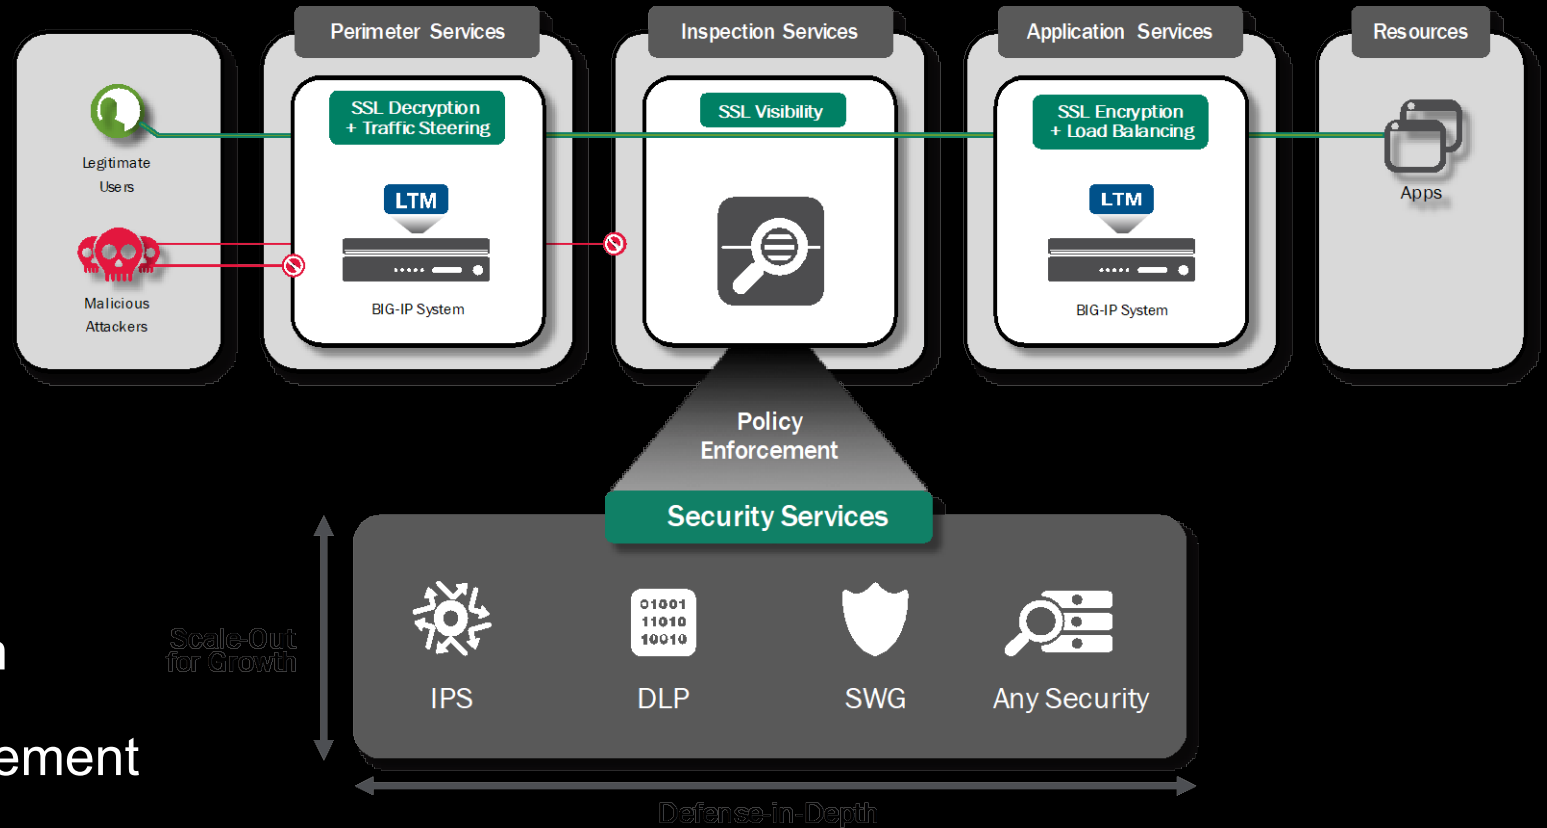 Perimeter Services
Inspection Services
Application Services
Resources
SSL Decryption
+ Traffic Steering
SSL Visibility
SSL Encryption
+ Load Balancing
Legitimate
Users
LTM
LTM
Apps
Malicious
Attackers
BIG-IP System
BIG-IP System
Policy
Enforcement
Security Services
01001
11010
10010
Scale-Out
for Growth
IPS
DLP
SWG
Any Security
ement
Defense-in-Depth